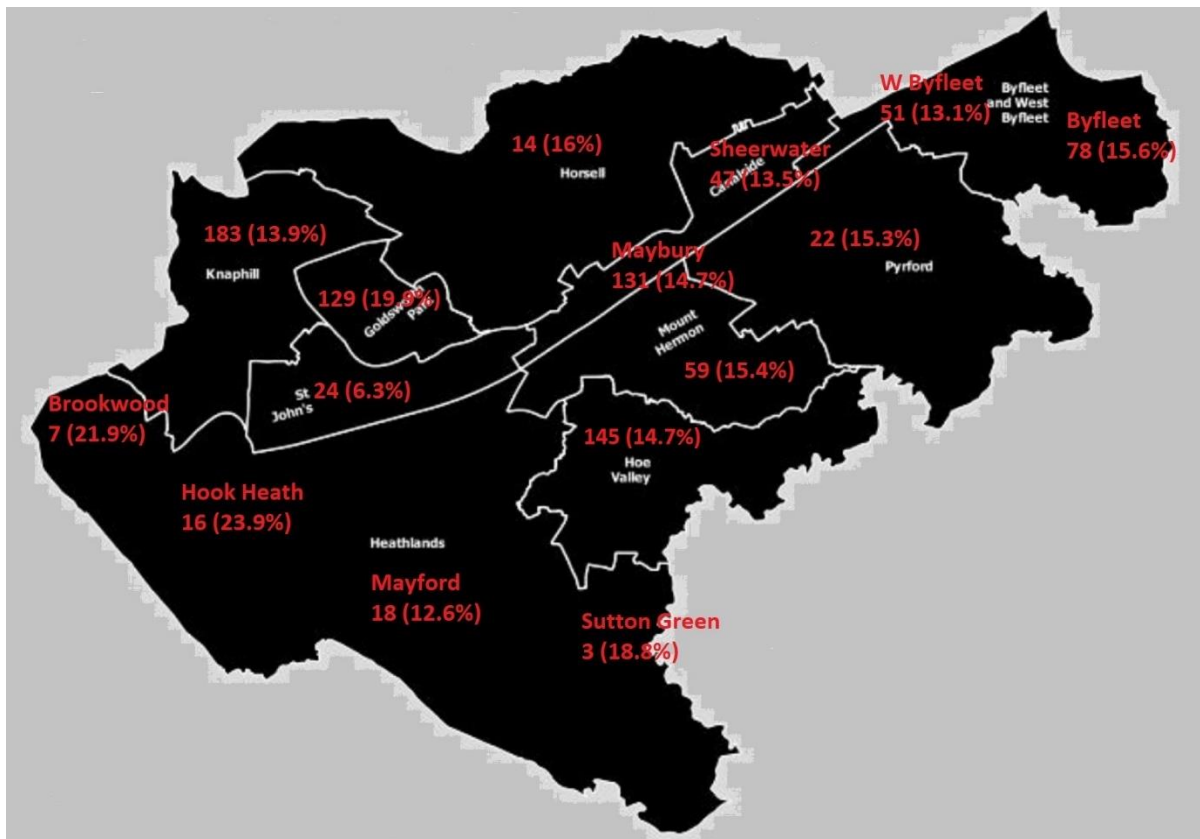 W Byfleet
51 (13.1%)
Byfleet
and West
Byfleet
Byfleet
78 (15.6%)
14 (16%)
Horsell
Sheerwater
47 (13.5%)
Canalside
183 (13.9%)
Knaphill
Maybury
131 (14.7%)
22 (15.3%)
Pyrford
129 (19.9%)
Goldsworth
Park
Mount
Hermon
59 (15.4%)
24 (6.3%)
St
John's
Brookwood
7 (21.9%)
145 (14.7%)
Hoe
Valley
Hook Heath
16 (23.9%)
Heathlands
Mayford
18 (12.6%)
Sutton Green
3 (18.8%)